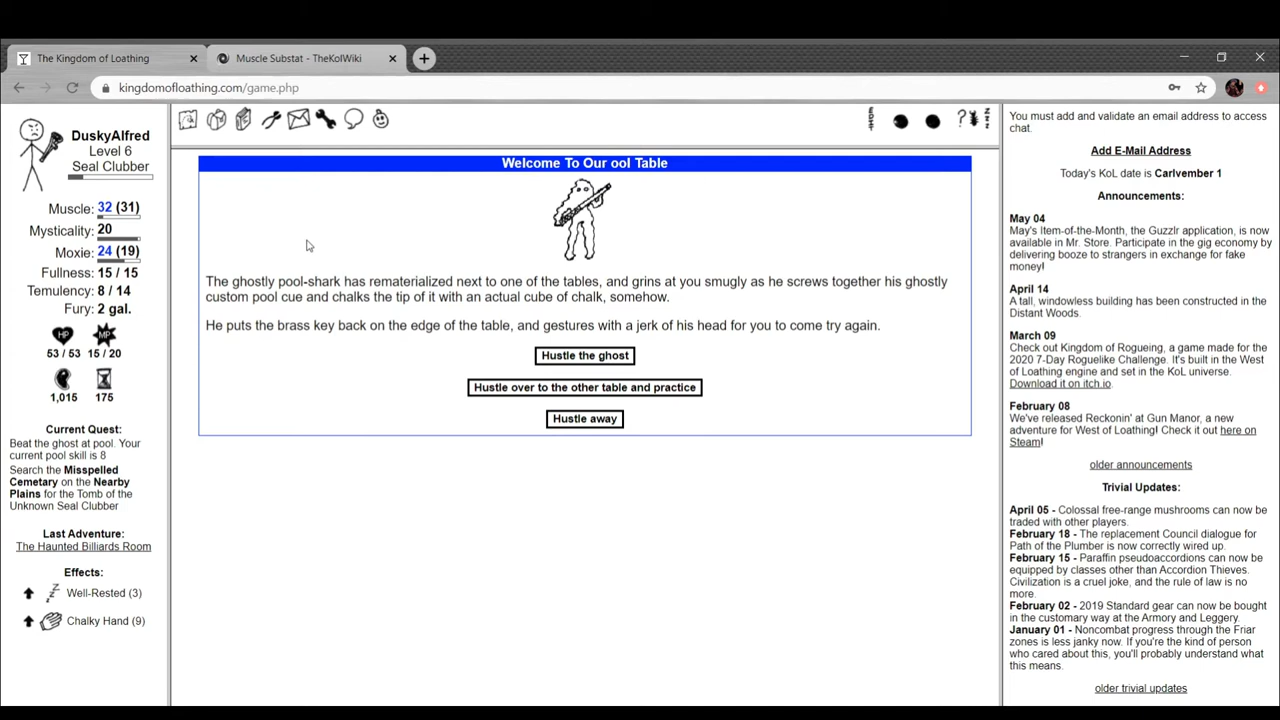 The Kingdom of Loathing
Muscle Substat - TheKolWiki
kingdomofloathing.com/game.php
DuskyAlfred
Level 6
Seal Clubber
Muscle: 32 (31)
Mysticality: 20
Moxie: 24 (19)
Fullness: 15 / 15
Temulency: 8 / 14
Fury: 2 gal.
HP MP
53 / 53 15 / 20
1,015 175
Current Quest:
Beat the ghost at pool. Your
current pool skill is 8
Search the Misspelled
Cemetary on the Nearby
Plains for the Tomb of the
Unknown Seal Clubber
Last Adventure:
The Haunted Billiards Room
Effects:
Well-Rested (3)
Chalky Hand (9)
Welcome To Our ool Table
The ghostly pool-shark has rematerialized next to one of the tables, and grins at you smugly as he screws together his ghostly
custom pool cue and chalks the tip of it with an actual cube of chalk, somehow.
He puts the brass key back on the edge of the table, and gestures with a jerk of his head for you to come try again.
Hustle the ghost
Hustle over to the other table and practice
Hustle away
You must add and validate an email address to access
chat.
Add E-Mail Address
Today's KoL date is Carlvember 1
Announcements:
May 04
May's Item-of-the-Month, the Guzzlr application, is now
available in Mr. Store. Participate in the gig economy by
delivering booze to strangers in exchange for fake
money!
April 14
A tall, windowless building has been constructed in the
Distant Woods.
March 09
Check out Kingdom of Rogueing, a game made for the
2020 7-Day Roguelike Challenge. It's built in the West
of Loathing engine and set in the KoL universe.
Download it on itch.io.
February 08
We've released Reckonin' at Gun Manor, a new
adventure for West of Loathing! Check it out here on
Steam!
older announcements
Trivial Updates:
April 05 - Colossal free-range mushrooms can now be
traded with other players.
February 18 - The replacement Council dialogue for
Path of the Plumber is now correctly wired up.
February 15 - Paraffin pseudoaccordions can now be
equipped by classes other than Accordion Thieves.
Civilization is a cruel joke, and the rule of law is no
more.
February 02 - 2019 Standard gear can now be bought
in the customary way at the Armory and Leggery.
January 01 - Noncombat progress through the Friar
zones is less janky now. If you're the kind of person
who cared about this, you'll probably understand what
this means.
older trivial updates